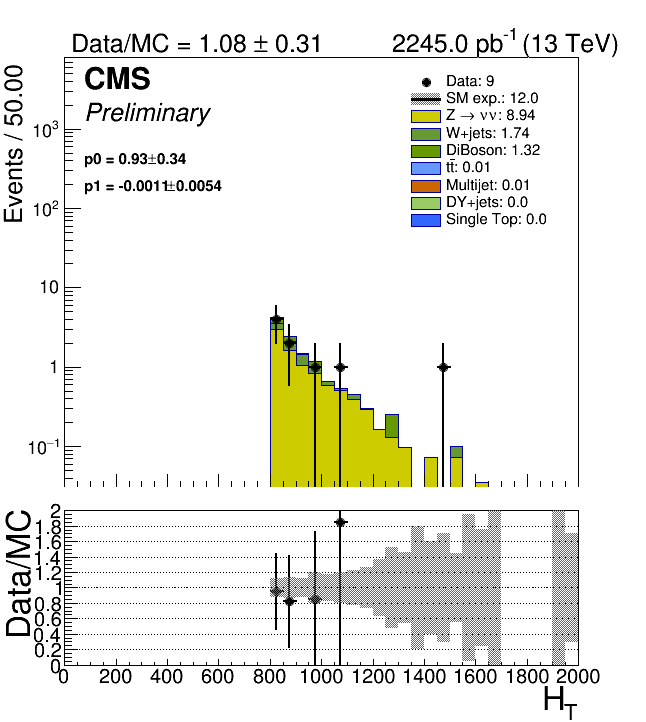 Data/MC = 1.08 ± 0.31 2245.0 pb⁻¹ (13 TeV)
CMS
Preliminary
p0 = 0.93±0.34
p1 = -0.0011±0.0054
Data: 9
SM exp.: 12.0
Z → νν: 8.94
W+jets: 1.74
DiBoson: 1.32
tt̄: 0.01
Multijet: 0.01
DY+jets: 0.0
Single Top: 0.0
Events / 50.00
10³
10²
10
1
10⁻¹
Data/MC
2
1.8
1.6
1.4
1.2
1
0.8
0.6
0.4
0.2
0
0 200 400 600 800 1000 1200 1400 1600 1800 2000
H_T